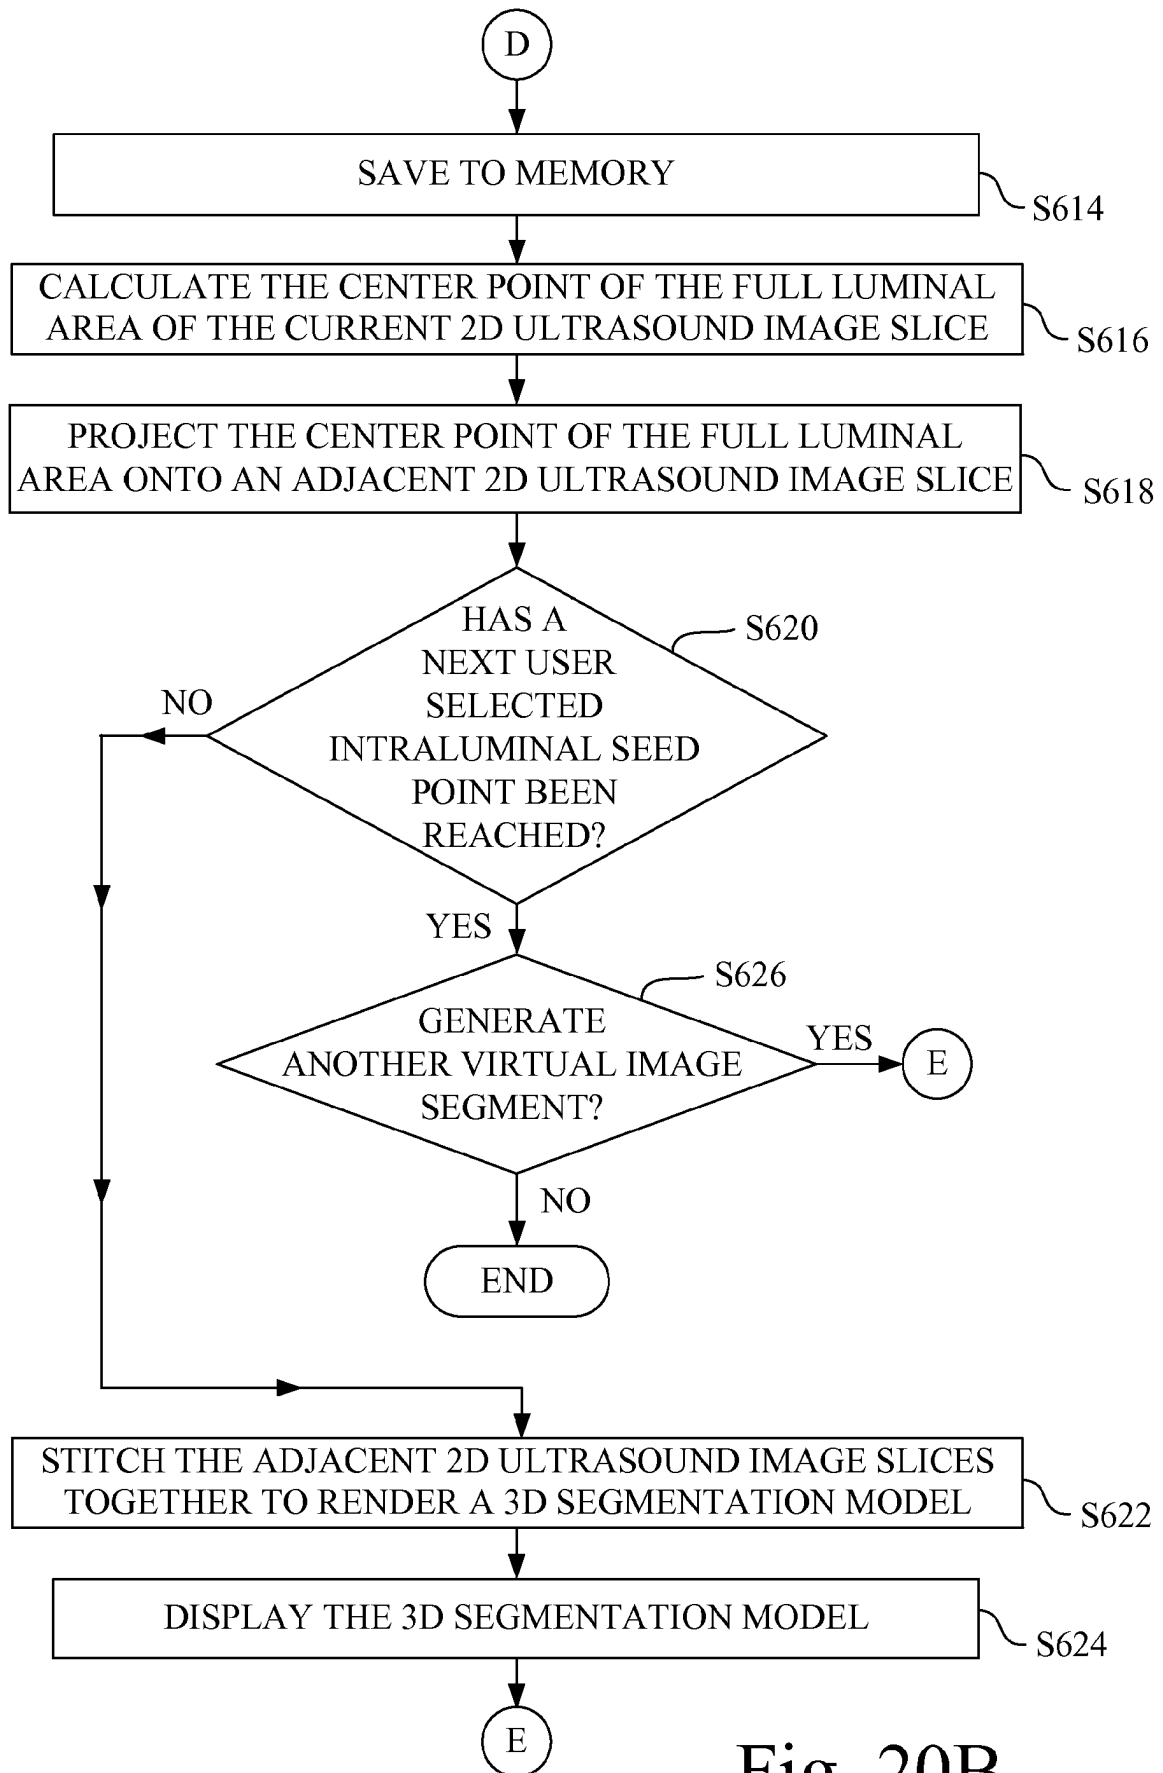 D
SAVE TO MEMORY
S614
CALCULATE THE CENTER POINT OF THE FULL LUMINAL
AREA OF THE CURRENT 2D ULTRASOUND IMAGE SLICE
S616
PROJECT THE CENTER POINT OF THE FULL LUMINAL
AREA ONTO AN ADJACENT 2D ULTRASOUND IMAGE SLICE
S618
HAS A
NEXT USER
SELECTED
INTRALUMINAL SEED
POINT BEEN
REACHED?
S620
NO
YES
S626
GENERATE
ANOTHER VIRTUAL IMAGE
SEGMENT?
YES
E
NO
END
STITCH THE ADJACENT 2D ULTRASOUND IMAGE SLICES
TOGETHER TO RENDER A 3D SEGMENTATION MODEL
S622
DISPLAY THE 3D SEGMENTATION MODEL
S624
E
Fig. 20B